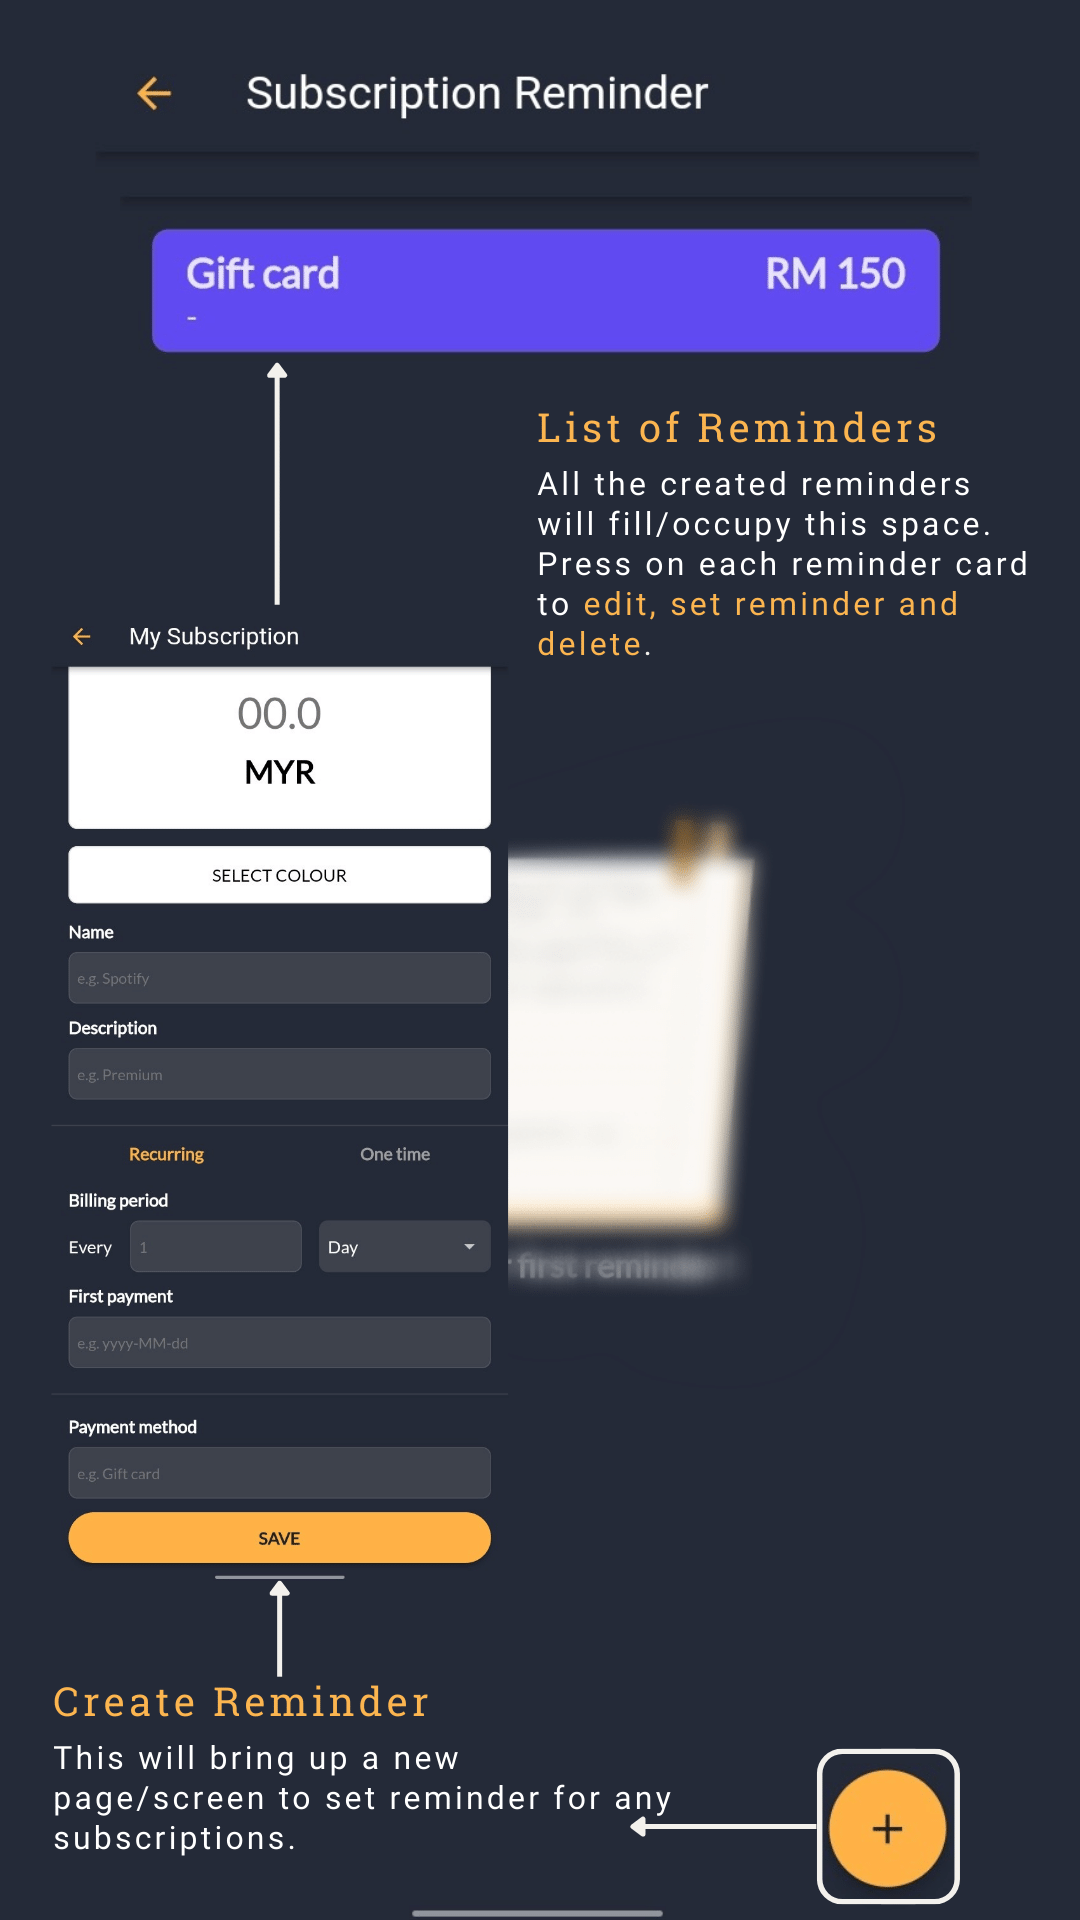 Subscription Reminder
Gift card
RM 150
-
List of Reminders
All the created reminders
will fill/occupy this space.
Press on each reminder card
to edit, set reminder and
delete.
My Subscription
00.0
MYR
SELECT COLOUR
Name
e.g. Spotify
Description
e.g. Premium
Recurring
One time
Billing period
Every
1
Day
First payment
e.g. yyyy-MM-dd
Payment method
e.g. Gift card
SAVE
first reminder
Create Reminder
This will bring up a new
page/screen to set reminder for any
subscriptions.
+